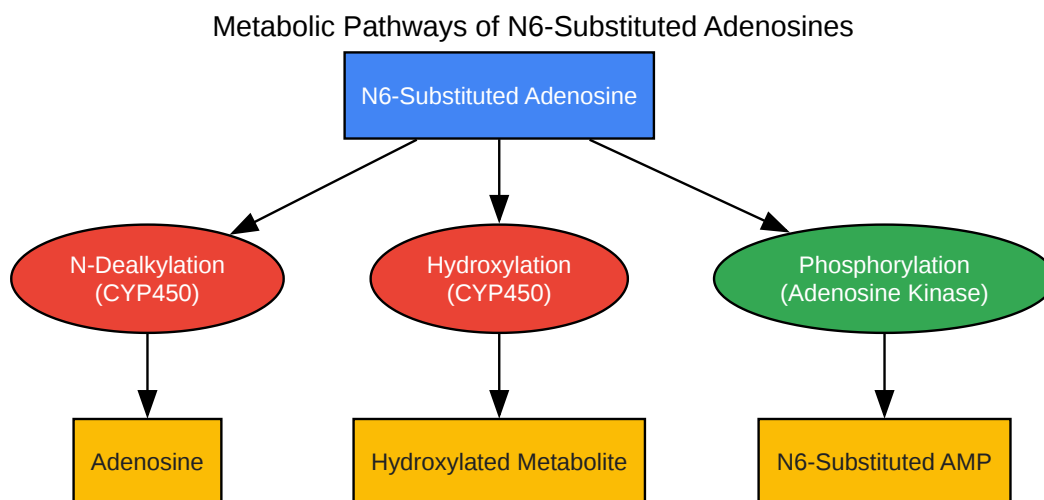 Metabolic Pathways of N6-Substituted Adenosines
N6-Substituted Adenosine
N-Dealkylation
(CYP450)
Hydroxylation
(CYP450)
Phosphorylation
(Adenosine Kinase)
Adenosine
Hydroxylated Metabolite
N6-Substituted AMP